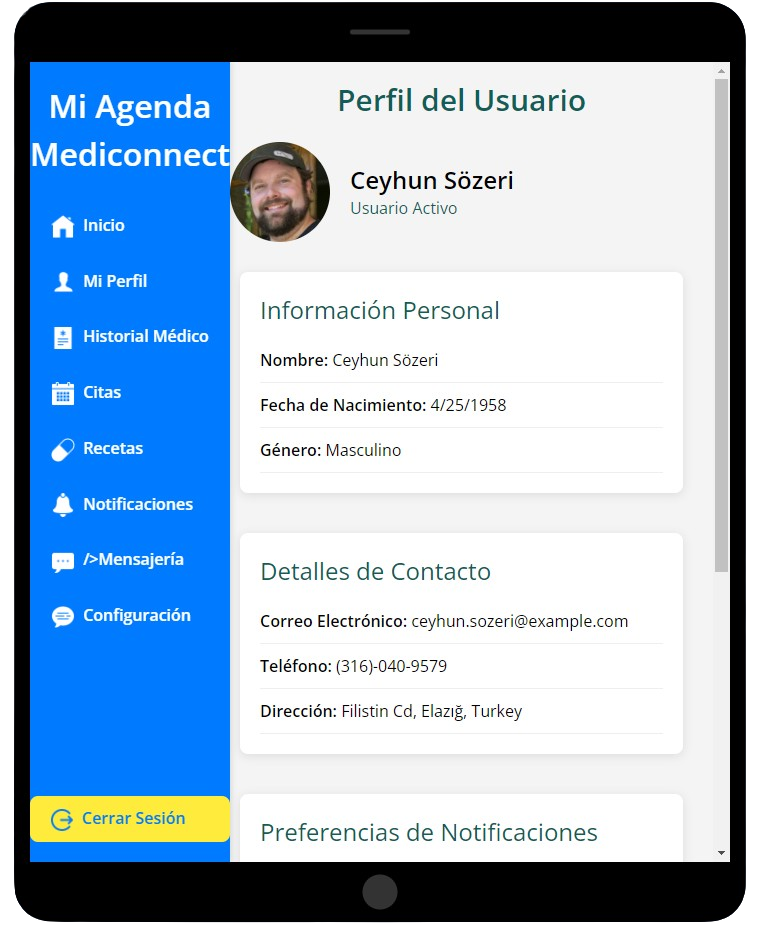 Mi Agenda
Mediconnect
Inicio
Mi Perfil
Historial Médico
Citas
Recetas
Notificaciones
/>Mensajería
Configuración
Cerrar Sesión
Perfil del Usuario
Ceyhun Sözeri
Usuario Activo
Información Personal
Nombre: Ceyhun Sözeri
Fecha de Nacimiento: 4/25/1958
Género: Masculino
Detalles de Contacto
Correo Electrónico: ceyhun.sozeri@example.com
Teléfono: (316)-040-9579
Dirección: Filistin Cd, Elazığ, Turkey
Preferencias de Notificaciones